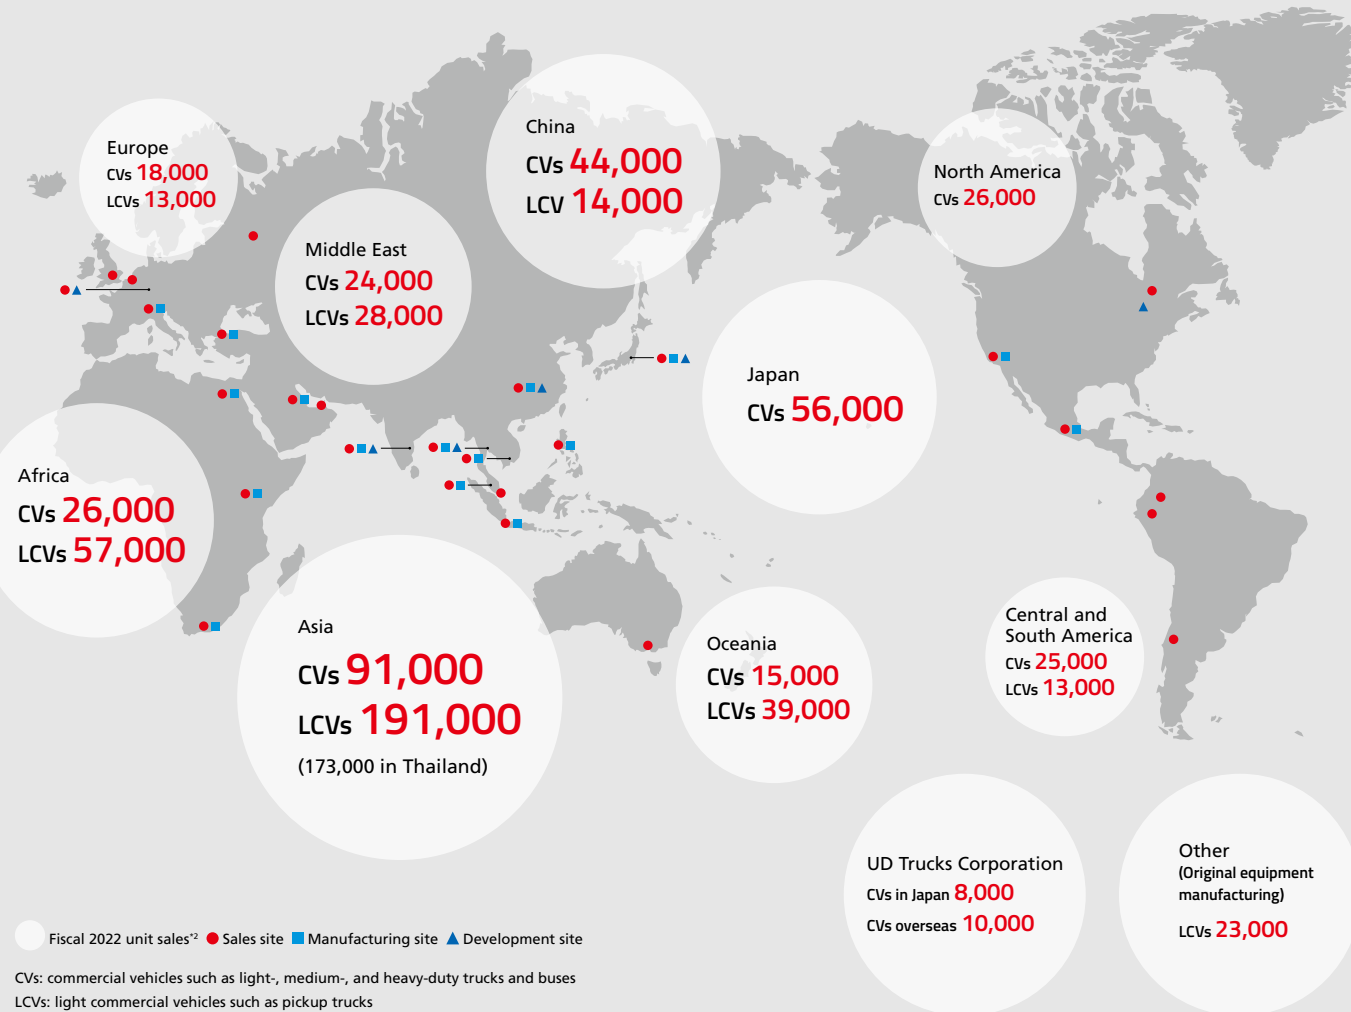 Europe
CVs 18,000
LCVs 13,000
China
CVs 44,000
LCV 14,000
North America
CVs 26,000
Middle East
CVs 24,000
LCVs 28,000
Japan
CVs 56,000
Africa
CVs 26,000
LCVs 57,000
Asia
CVs 91,000
LCVs 191,000
(173,000 in Thailand)
Oceania
CVs 15,000
LCVs 39,000
Central and
South America
CVs 25,000
LCVs 13,000
UD Trucks Corporation
CVs in Japan 8,000
CVs overseas 10,000
Other
(Original equipment
manufacturing)
LCVs 23,000
Fiscal 2022 unit sales*2 Sales site Manufacturing site Development site
CVs: commercial vehicles such as light-, medium-, and heavy-duty trucks and buses
LCVs: light commercial vehicles such as pickup trucks